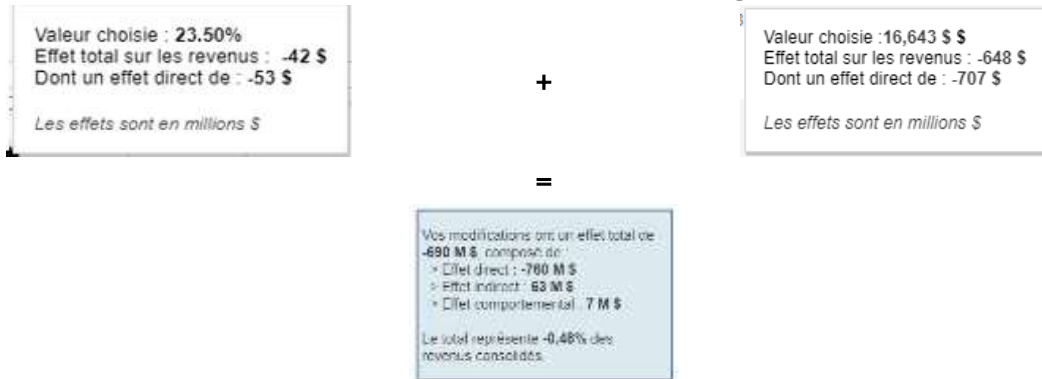 Valeur choisie : 23.50%
Effet total sur les revenus : -42 $
Dont un effet direct de : -53 $
Les effets sont en millions $
+
Valeur choisie :16,643 $ $
Effet total sur les revenus : -648 $
Dont un effet direct de : -707 $
Les effets sont en millions $
=
Vos modifications ont un effet total de
-690 M $, composé de :
> Effet direct : -760 M $
> Effet indirect : 63 M $
> Effet comportemental : 7 M $
Le total représente -0,48% des
revenus consolidés.